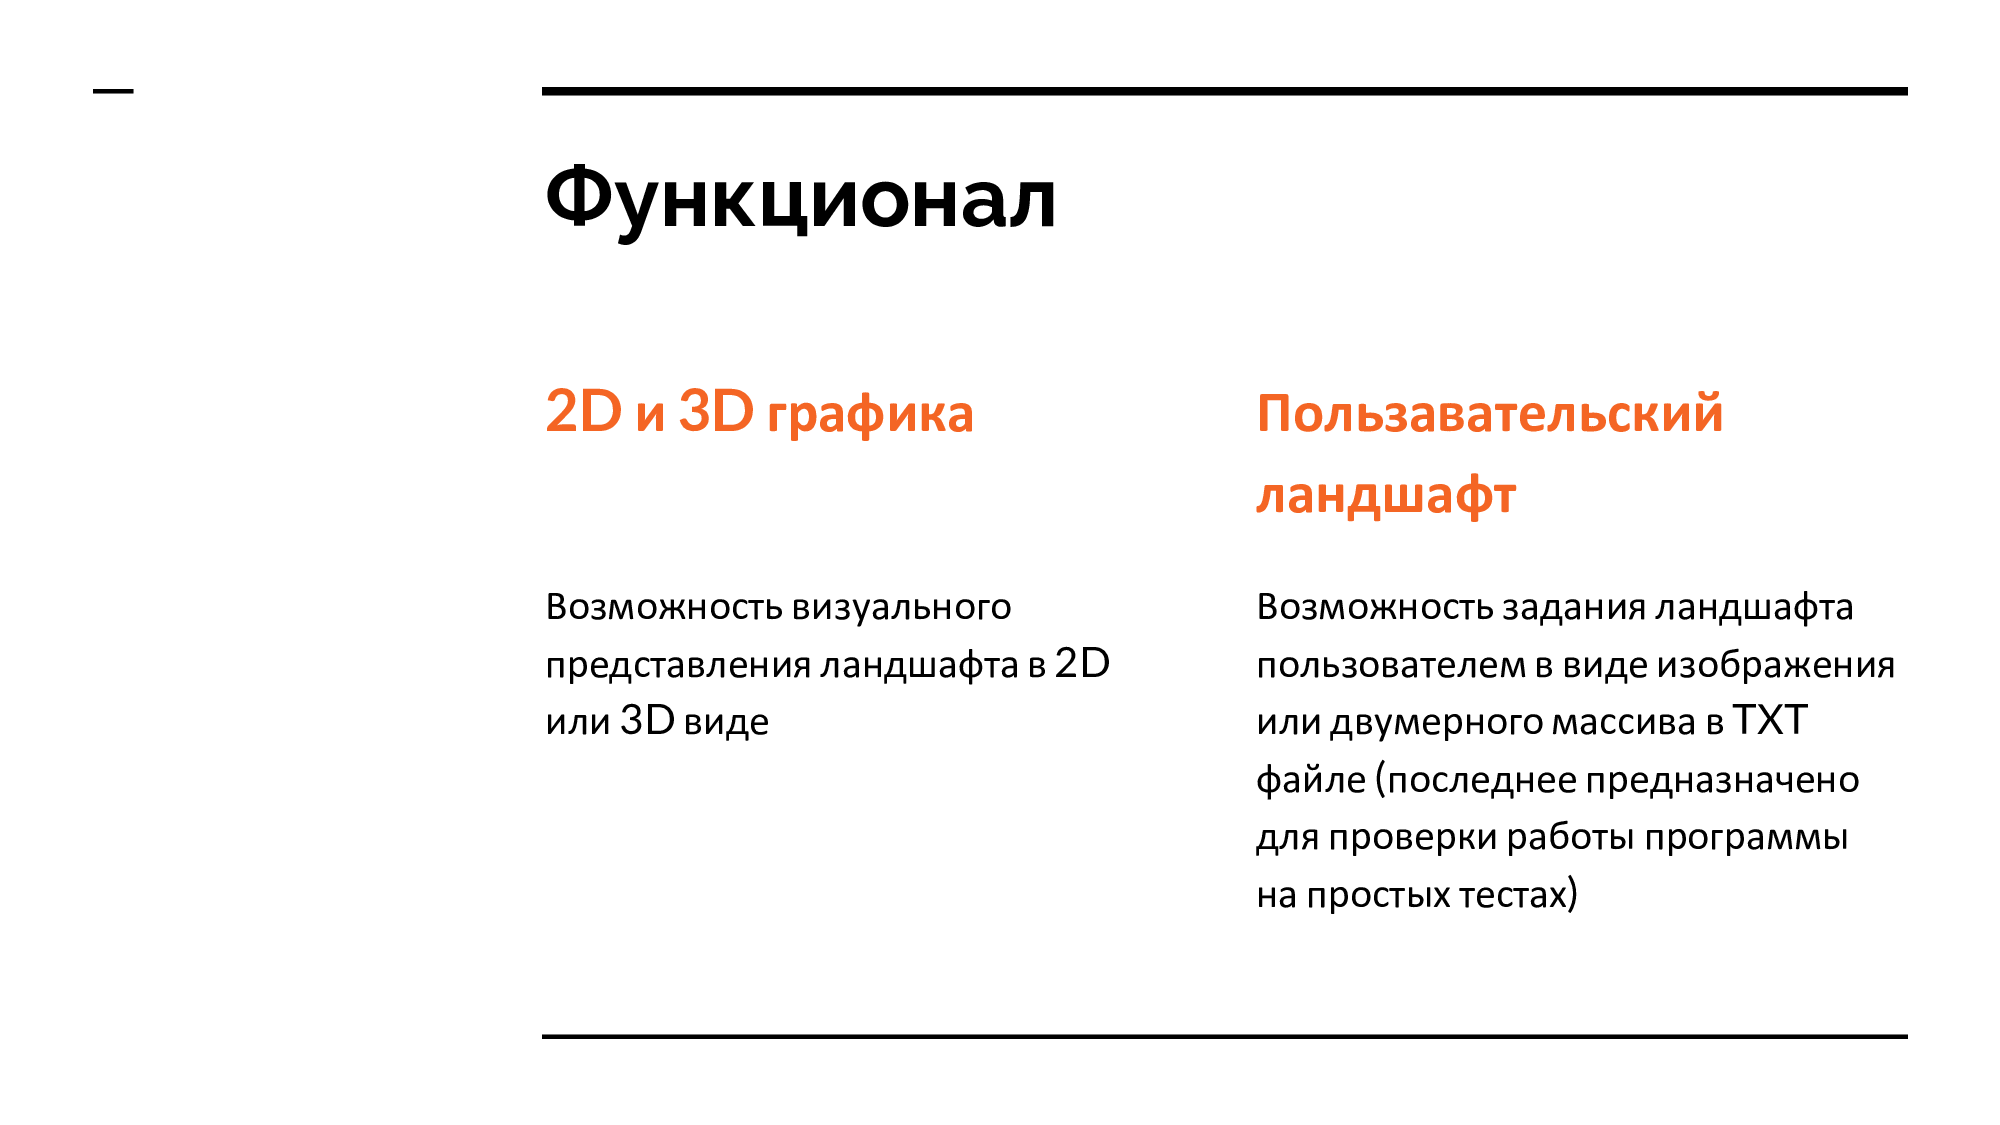 Функционал
2D и 3D графика
Возможность визуального
представления ландшафта в 2D
или 3D виде
Пользавательский
ландшафт
Возможность задания ландшафта
пользователем в виде изображения
или двумерного массива в TXT
файле (последнее предназначено
для проверки работы программы
на простых тестах)